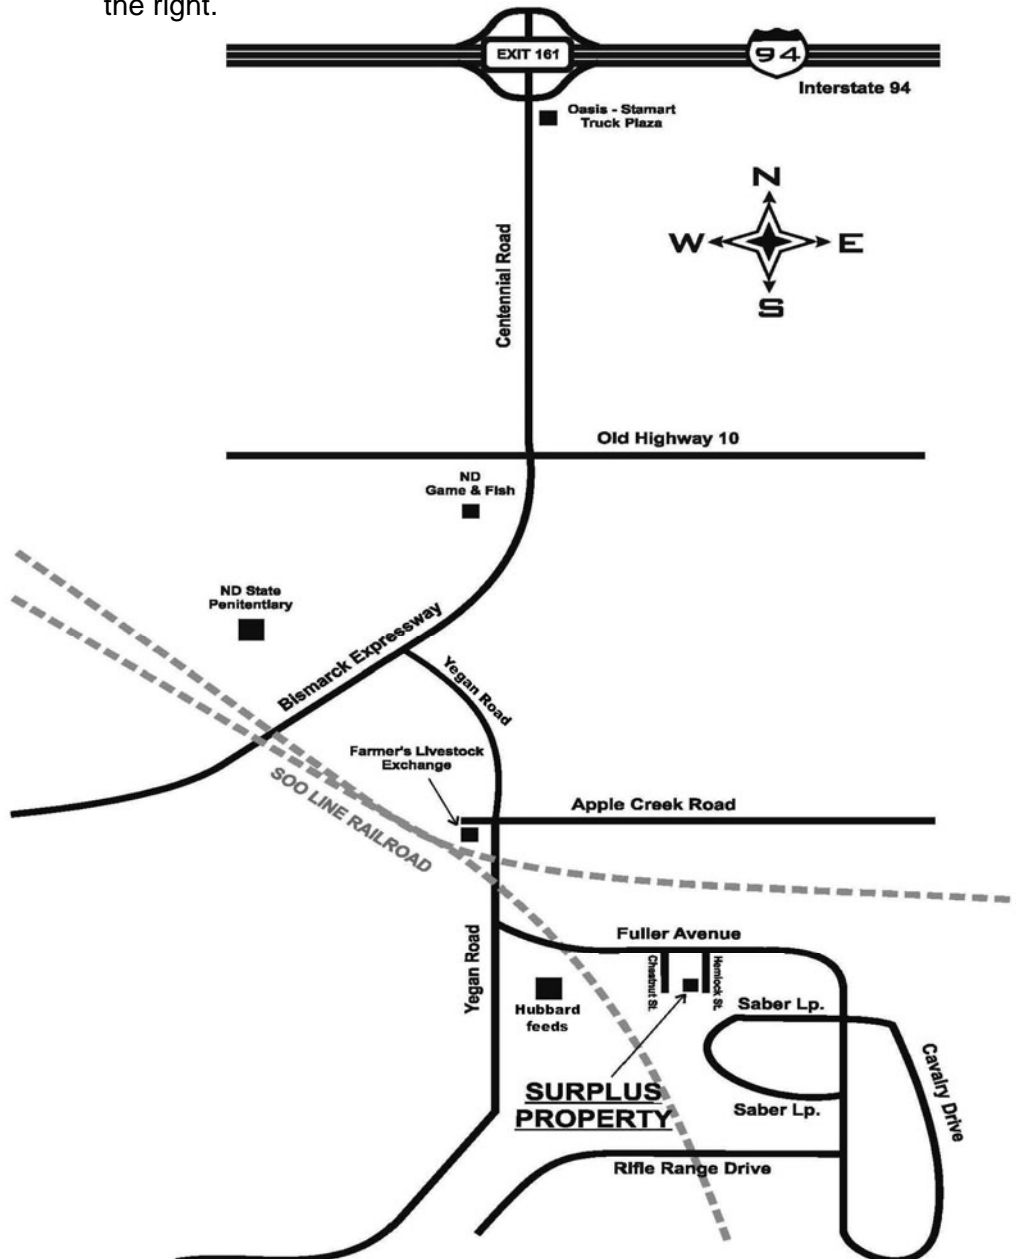 the right.
EXIT 161
94
Interstate 94
Oasis - Stamart
Truck Plaza
N
W
E
S
Centennial Road
Old Highway 10
ND
Game & Fish
ND State
Penitentiary
Bismarck Expressway
Yegan Road
Farmer's Livestock
Exchange
SOO LINE RAILROAD
Apple Creek Road
Fuller Avenue
Yegan Road
Chestnut St.
Hemlock St.
Hubbard
feeds
Saber Lp.
Cavalry Drive
SURPLUS
PROPERTY
Saber Lp.
Rifle Range Drive